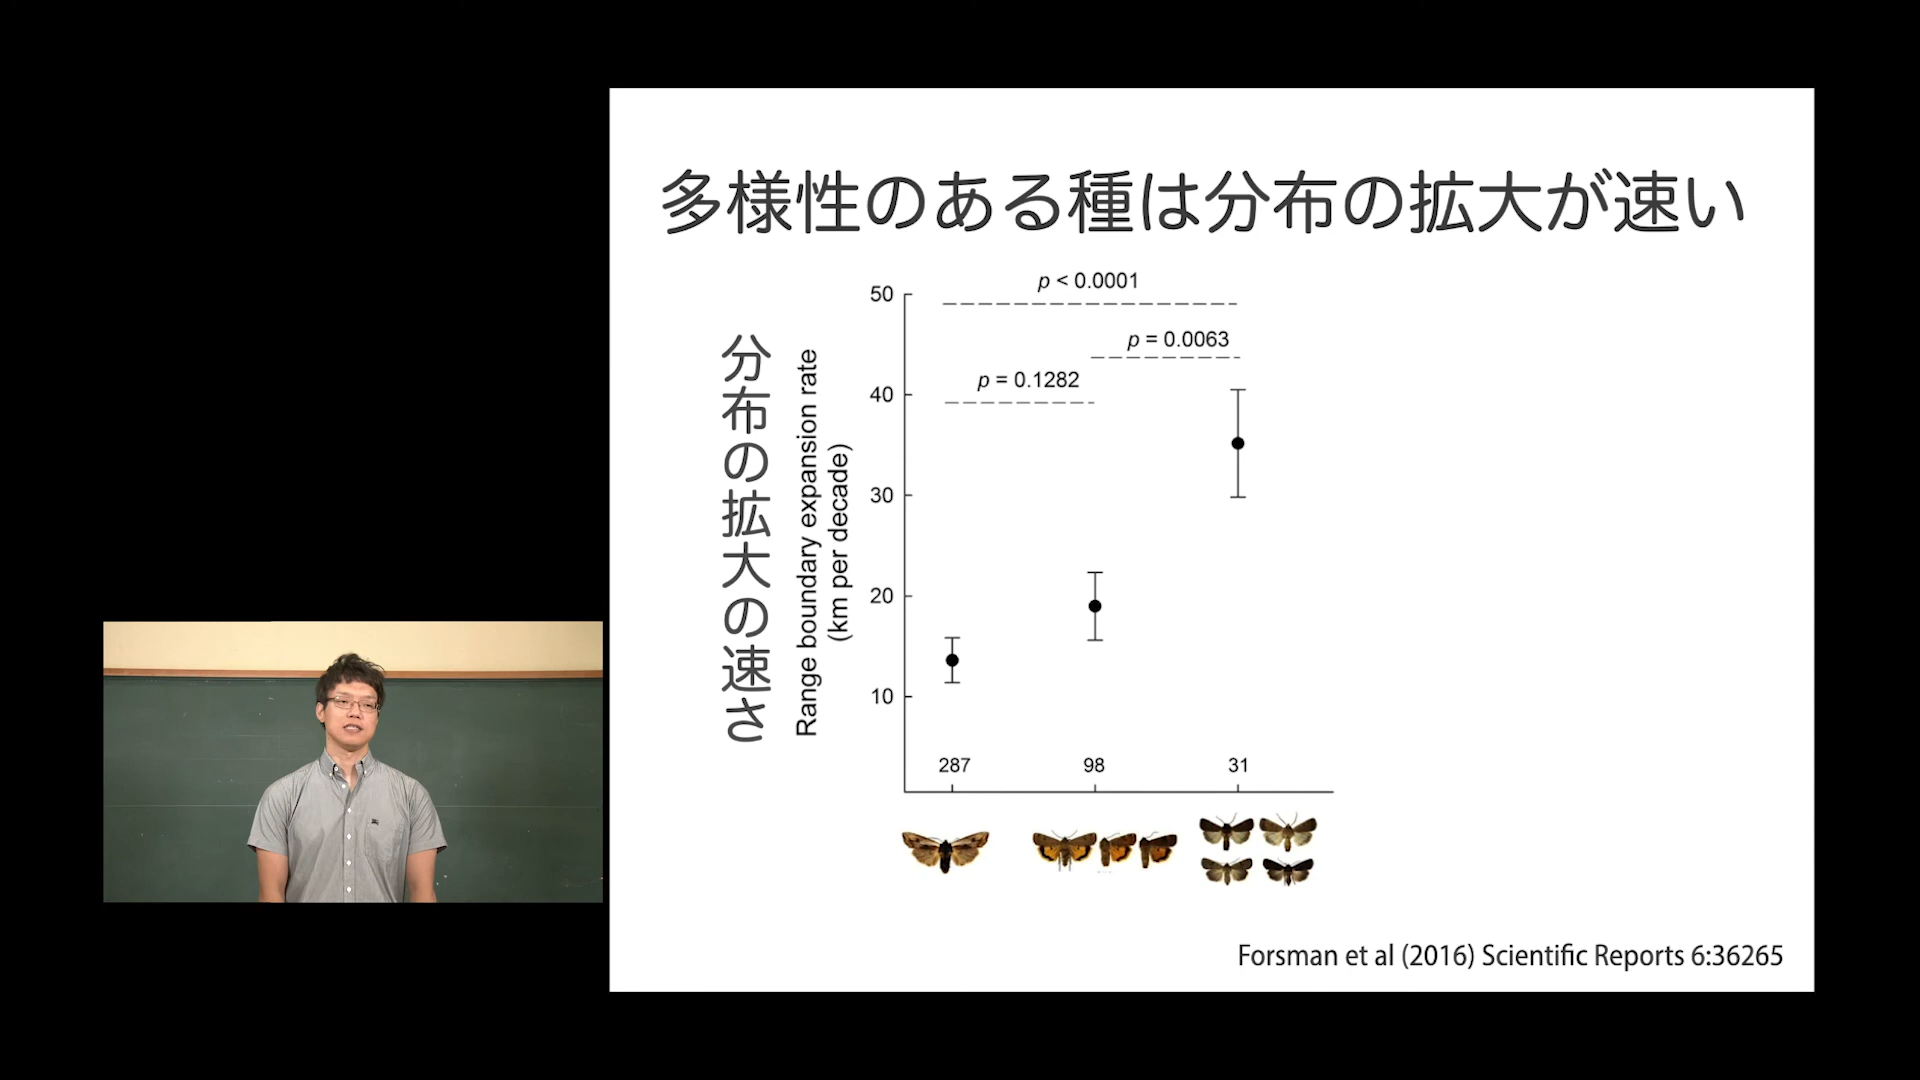 多様性のある種は分布の拡大が速い
分布の拡大の速さ
Range boundary expansion rate
(km per decade)
50
40
30
20
10
p < 0.0001
p = 0.0063
p = 0.1282
287 98 31
Forsman et al (2016) Scientific Reports 6:36265